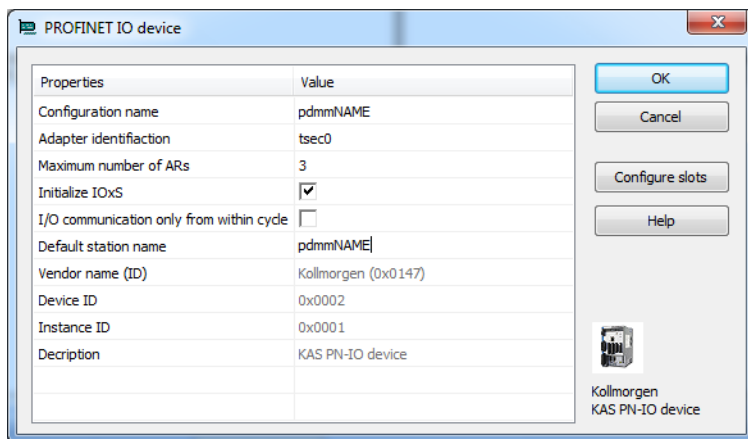 PROFINET IO device
Properties Value
Configuration name pdmmNAME
Adapter identifiaction tsec0
Maximum number of ARs 3
Initialize IOxS
I/O communication only from within cycle
Default station name pdmmNAME
Vendor name (ID) Kollmorgen (0x0147)
Device ID 0x0002
Instance ID 0x0001
Decription KAS PN-IO device
OK
Cancel
Configure slots
Help
Kollmorgen
KAS PN-IO device